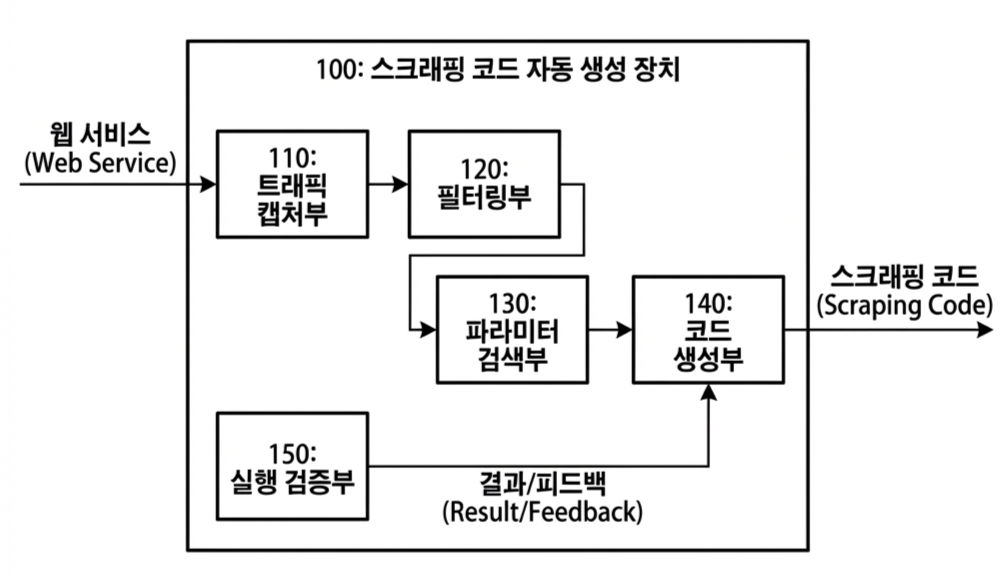 100: 스크래핑 코드 자동 생성 장치
웹 서비스
(Web Service)
110:
트래픽
캡처부
120:
필터링부
130:
파라미터
검색부
140:
코드
생성부
스크래핑 코드
(Scraping Code)
150:
실행 검증부
결과/피드백
(Result/Feedback)